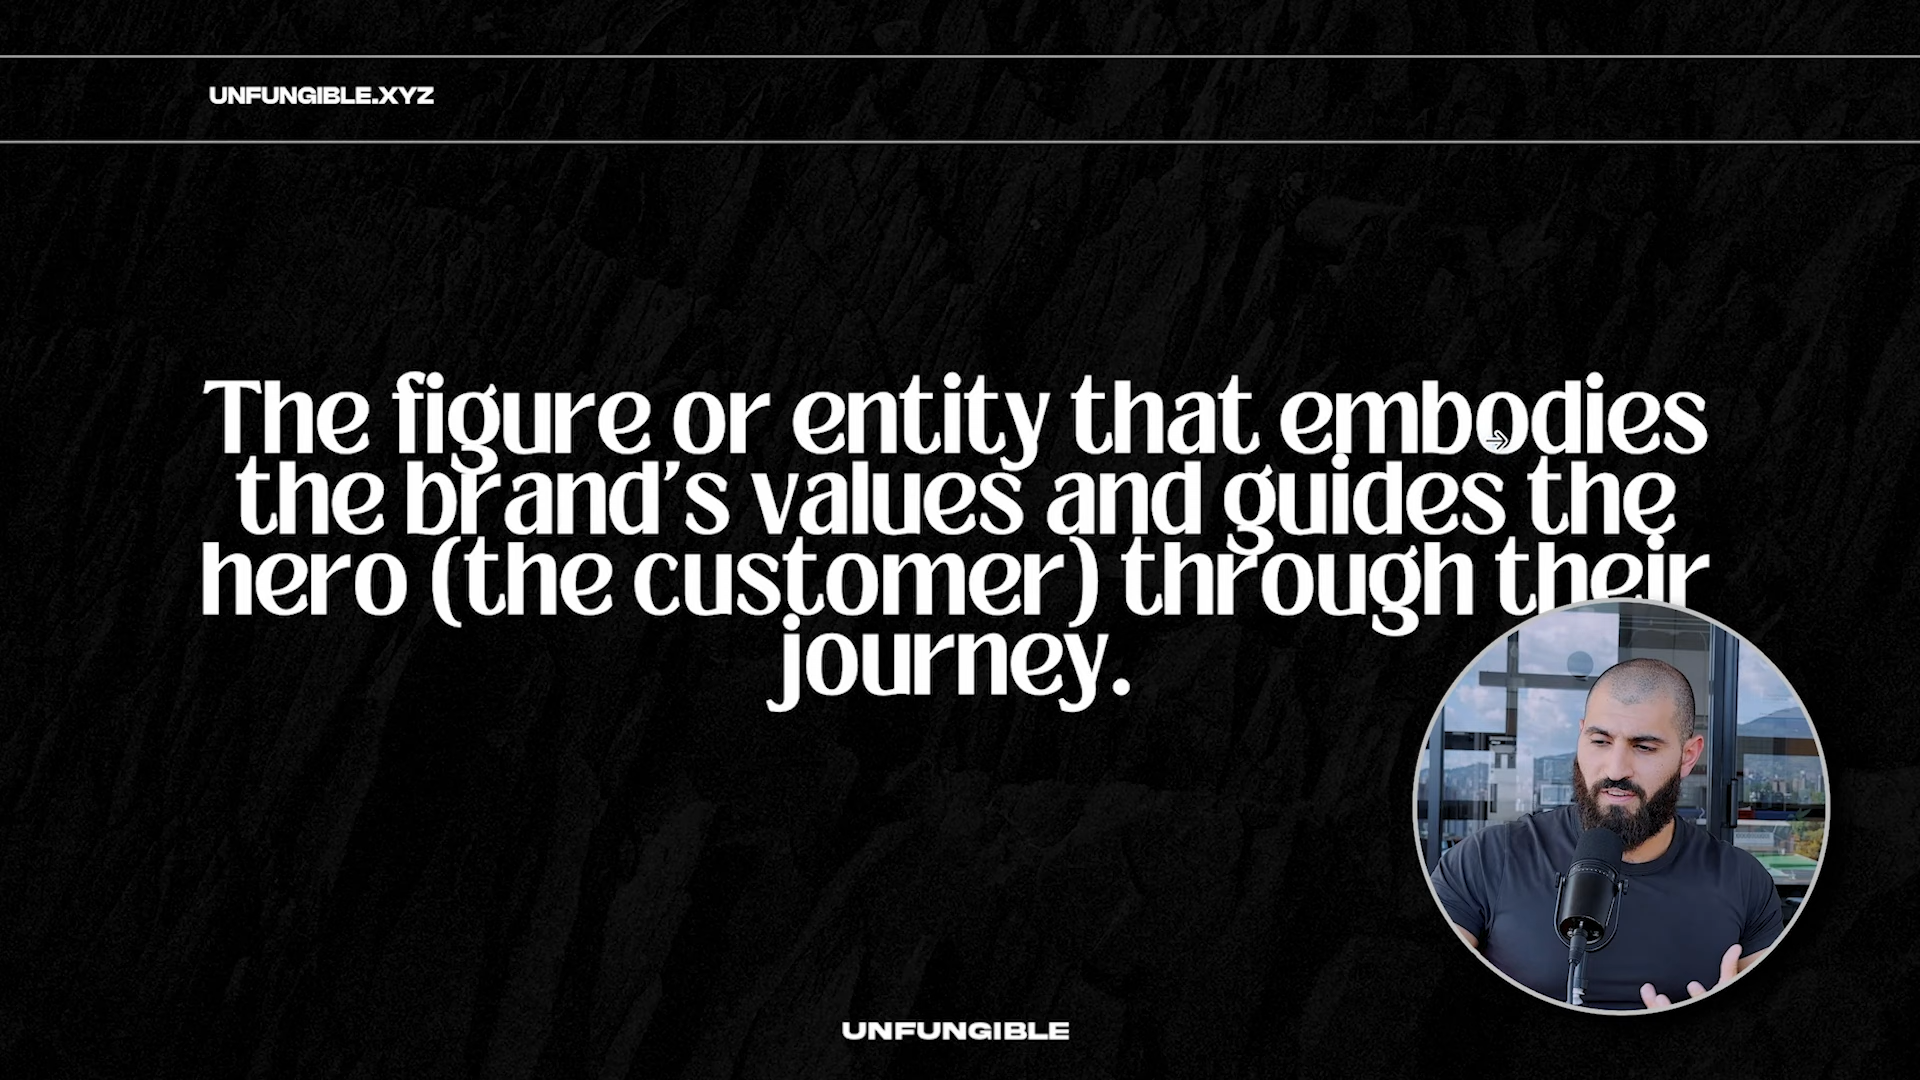 UNFUNGIBLE.XYZ
The figure or entity that embodies
the brand’s values and guides the
hero (the customer) through their
journey.
UNFUNGIBLE